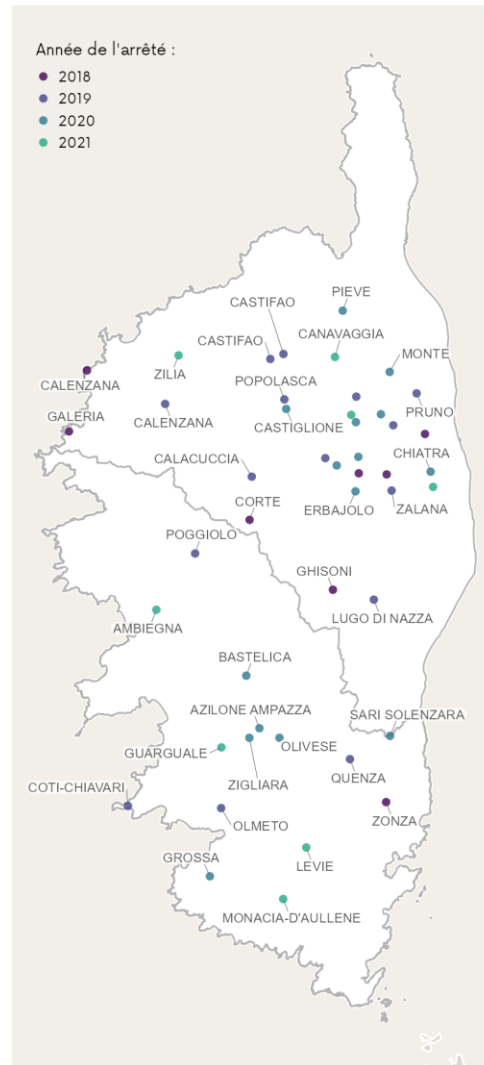 Année de l'arrêté :
2018
2019
2020
2021
PIEVE
CASTIFAO
CANAVAGGIA
CASTIFAO
MONTE
ZILIA
CALENZANA
POPOLASCA
PRUNO
GALERIA
CALENZANA
CASTIGLIONE
CHIATRA
CALACUCCIA
CORTE
ERBAJOLO
ZALANA
POGGIOLO
GHISONI
LUGO DI NAZZA
AMBIEGNA
BASTELICA
AZILONE AMPAZZA
SARI SOLENZARA
GUARGUALE
OLIVESE
QUENZA
ZIGLIARA
COTI-CHIAVARI
OLMETO
ZONZA
GROSSA
LEVIE
MONACIA-D'AULLENE